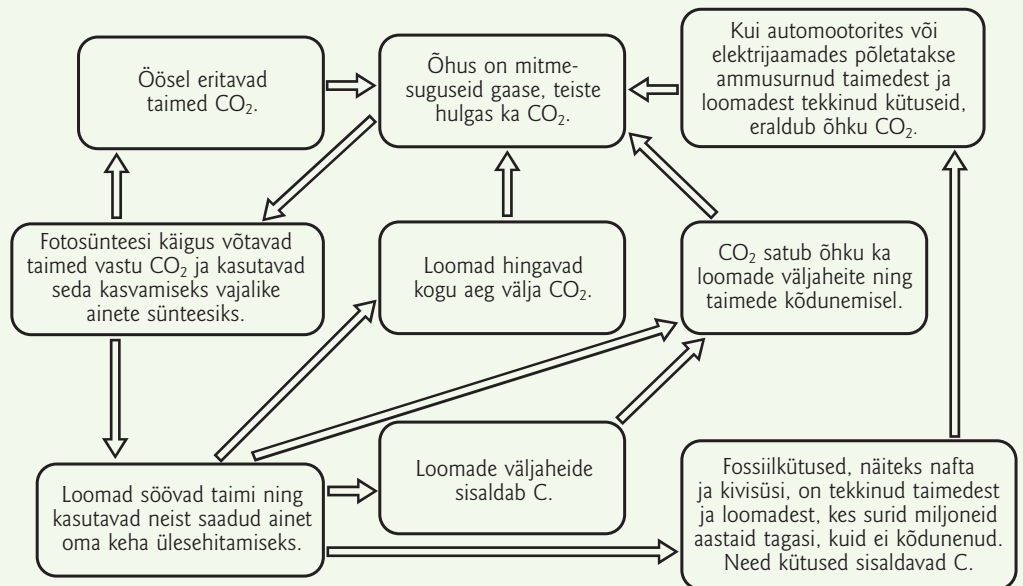 Öösel eritavad
taimed CO₂.
Õhus on mitme-
suguseid gaase, teiste
hulgas ka CO₂.
Kui automootorites või
elektrijaamades põletatakse
ammusurnud taimedest ja
loomadest tekkinud kütuseid,
eraldub õhku CO₂.
Fotosünteesi käigus võtavad
taimed vastu CO₂ ja kasutavad
seda kasvamiseks vajalike
ainete sünteesiks.
Loomad hingavad
kogu aeg välja CO₂.
CO₂ satub õhku ka
loomade väljaheite ning
taimede kõdunemisel.
Loomad söövad taimi ning
kasutavad neist saadud ainet
oma keha ülesehitamiseks.
Loomade väljaheide
sisaldab C.
Fossiilkütused, näiteks nafta
ja kivisüsi, on tekkinud taimedest
ja loomadest, kes surid miljoneid
aastaid tagasi, kuid ei kõdunenud.
Need kütused sisaldavad C.